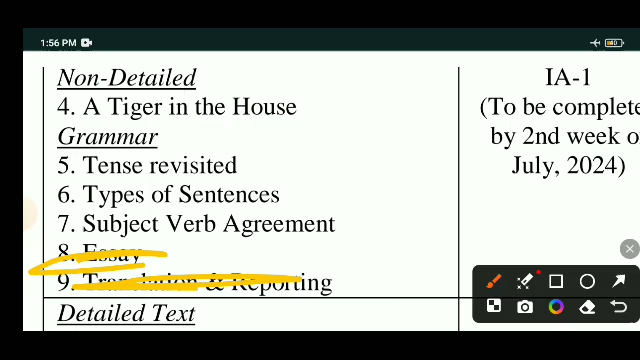 1:56 PM
Non-Detailed
4. A Tiger in the House
Grammar
5. Tense revisited
6. Types of Sentences
7. Subject Verb Agreement
8. Essay
9. Translation & Reporting
Detailed Text
IA-1
(To be complete
by 2nd week o
July, 2024)